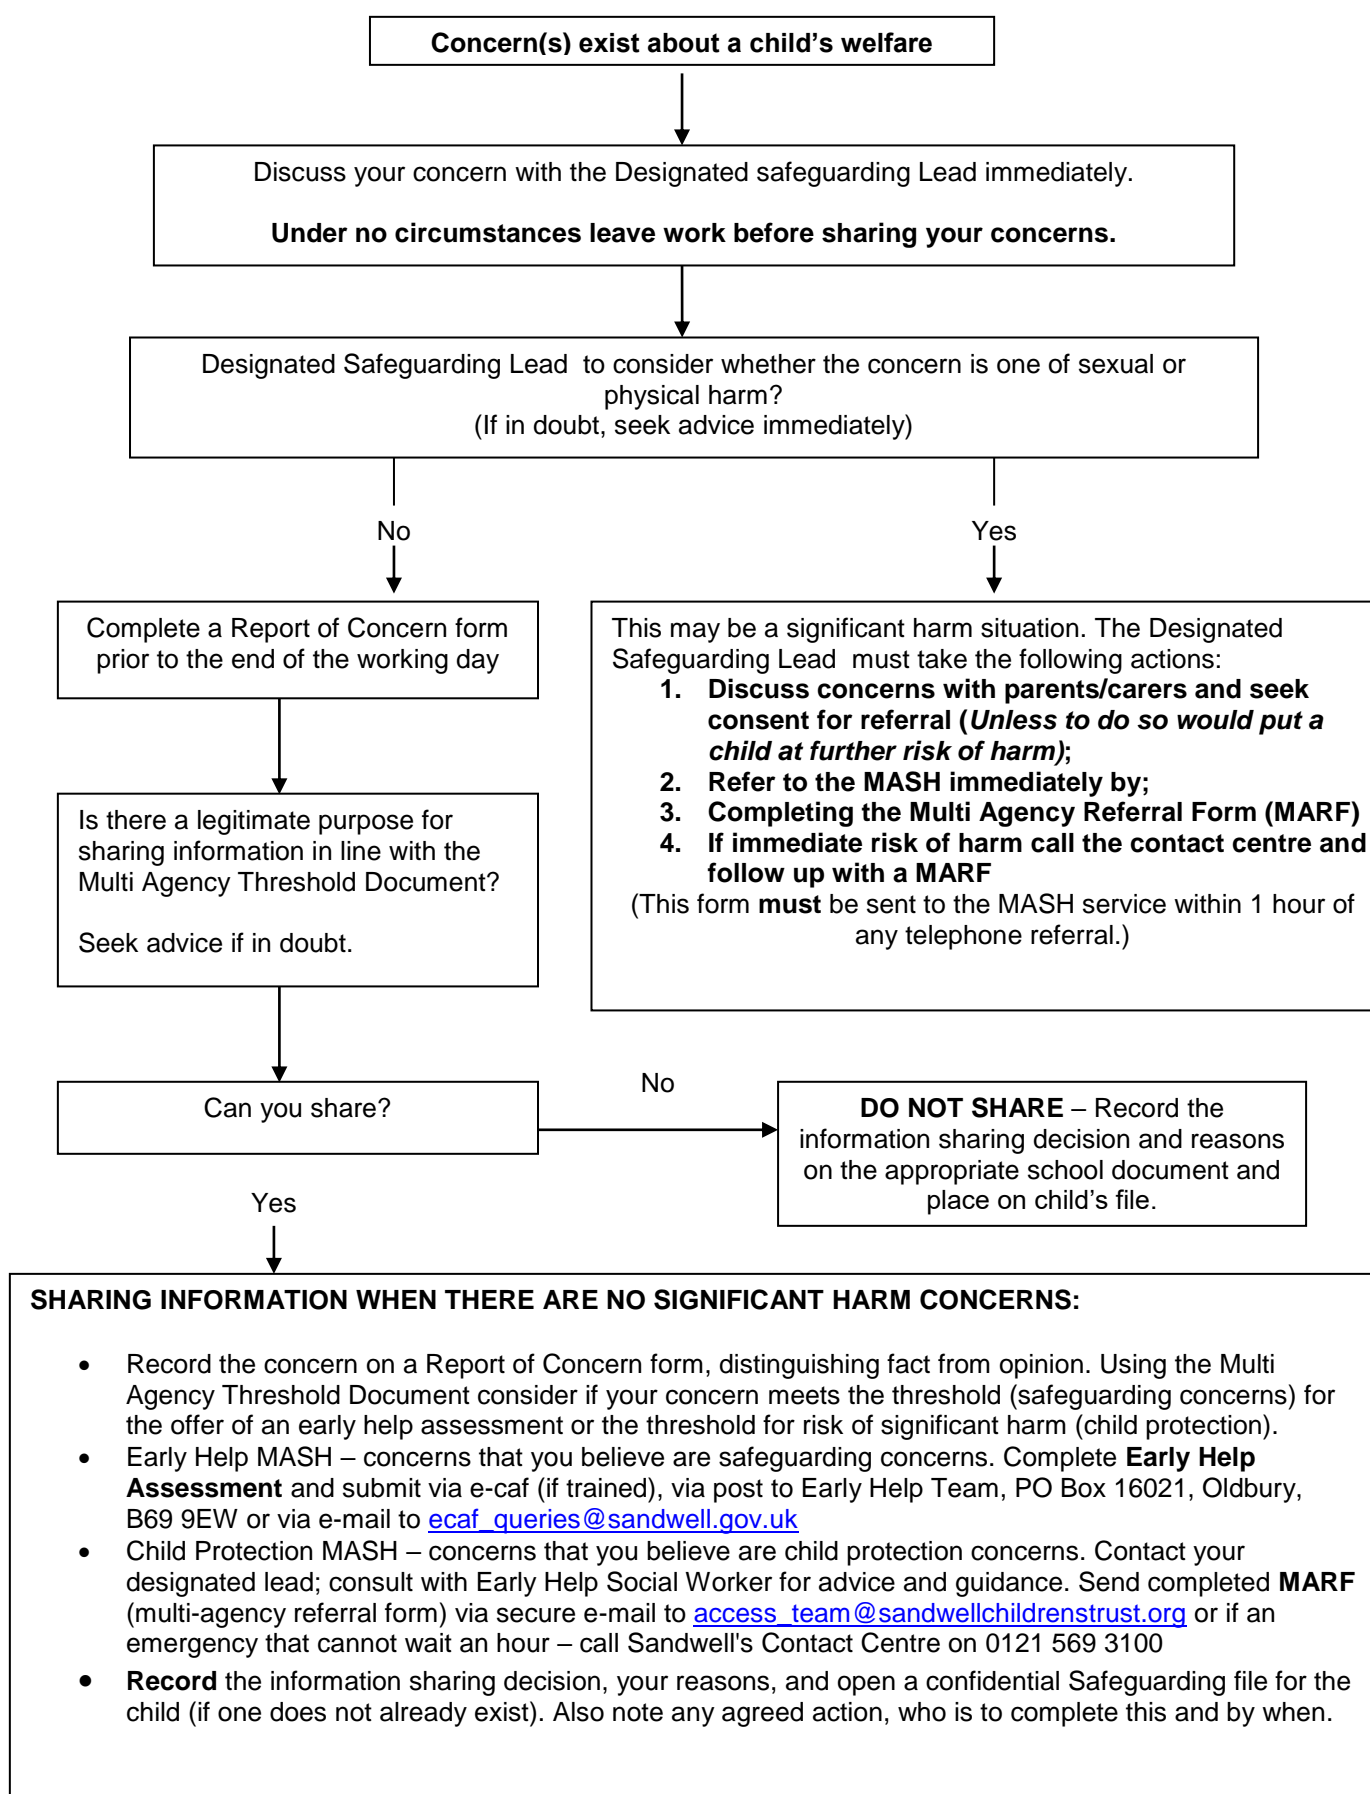 Concern(s) exist about a child's welfare
Discuss your concern with the Designated safeguarding Lead immediately.
Under no circumstances leave work before sharing your concerns.
Designated Safeguarding Lead to consider whether the concern is one of sexual or
physical harm?
(If in doubt, seek advice immediately)
No
Yes
Complete a Report of Concern form
prior to the end of the working day
This may be a significant harm situation. The Designated
Safeguarding Lead must take the following actions:
1. Discuss concerns with parents/carers and seek
consent for referral (Unless to do so would put a
child at further risk of harm);
2. Refer to the MASH immediately by;
3. Completing the Multi Agency Referral Form (MARF)
4. If immediate risk of harm call the contact centre and
follow up with a MARF
(This form must be sent to the MASH service within 1 hour of
any telephone referral.)
Is there a legitimate purpose for
sharing information in line with the
Multi Agency Threshold Document?
Seek advice if in doubt.
Can you share?
No
DO NOT SHARE – Record the
information sharing decision and reasons
on the appropriate school document and
place on child's file.
Yes
SHARING INFORMATION WHEN THERE ARE NO SIGNIFICANT HARM CONCERNS:
• Record the concern on a Report of Concern form, distinguishing fact from opinion. Using the Multi
Agency Threshold Document consider if your concern meets the threshold (safeguarding concerns) for
the offer of an early help assessment or the threshold for risk of significant harm (child protection).
• Early Help MASH – concerns that you believe are safeguarding concerns. Complete Early Help
Assessment and submit via e-caf (if trained), via post to Early Help Team, PO Box 16021, Oldbury,
B69 9EW or via e-mail to ecaf_queries@sandwell.gov.uk
• Child Protection MASH – concerns that you believe are child protection concerns. Contact your
designated lead; consult with Early Help Social Worker for advice and guidance. Send completed MARF
(multi-agency referral form) via secure e-mail to access_team@sandwellchildrenstrust.org or if an
emergency that cannot wait an hour – call Sandwell's Contact Centre on 0121 569 3100
• Record the information sharing decision, your reasons, and open a confidential Safeguarding file for the
child (if one does not already exist). Also note any agreed action, who is to complete this and by when.